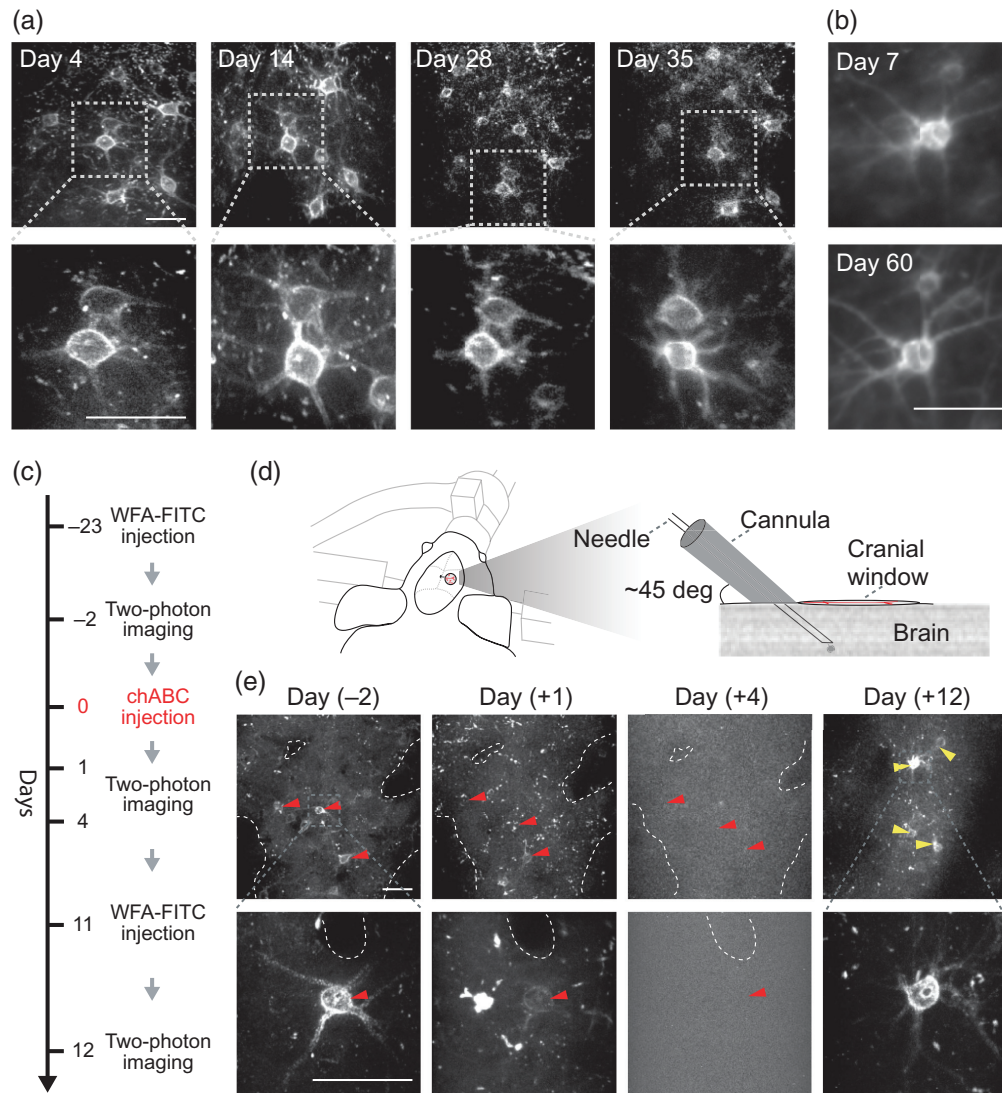 (a)
Day 4
Day 14
Day 28
Day 35
(b)
Day 7
Day 60
(c)
Days
–23
WFA-FITC
injection
–2
Two-photon
imaging
0
chABC
injection
1
Two-photon
imaging
4
11
WFA-FITC
injection
12
Two-photon
imaging
(d)
Needle
Cannula
Cranial
window
~45 deg
Brain
(e)
Day (–2)
Day (+1)
Day (+4)
Day (+12)